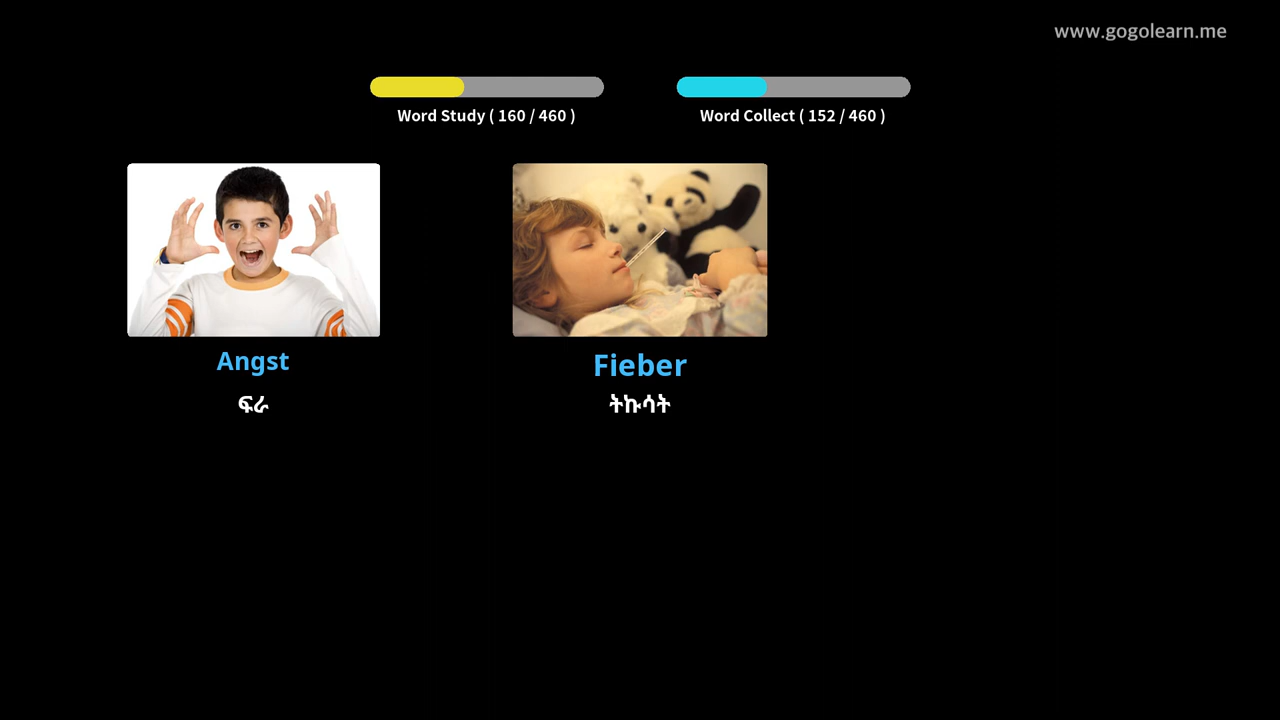 www.gogolearn.me
Word Study ( 160 / 460 )
Word Collect ( 152 / 460 )
Angst
ፍራ
Fieber
ትኩሳት